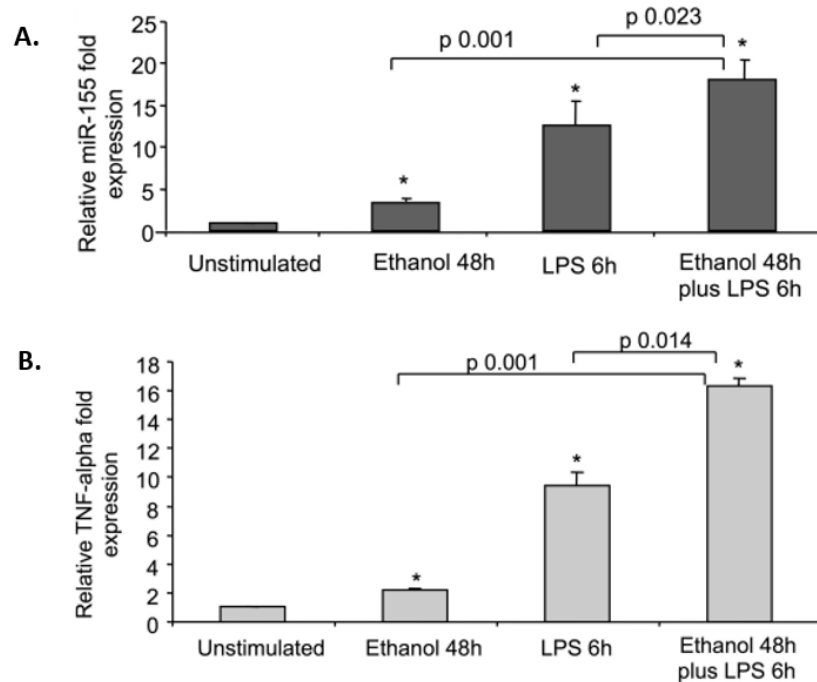 A.
Relative miR-155 fold
expression
25
20
15
10
5
0
p 0.001
p 0.023
*
*
*
Unstimulated
Ethanol 48h
LPS 6h
Ethanol 48h
plus LPS 6h
B.
Relative TNF-alpha fold
expression
18
16
14
12
10
8
6
4
2
0
p 0.001
p 0.014
*
*
*
Unstimulated
Ethanol 48h
LPS 6h
Ethanol 48h
plus LPS 6h